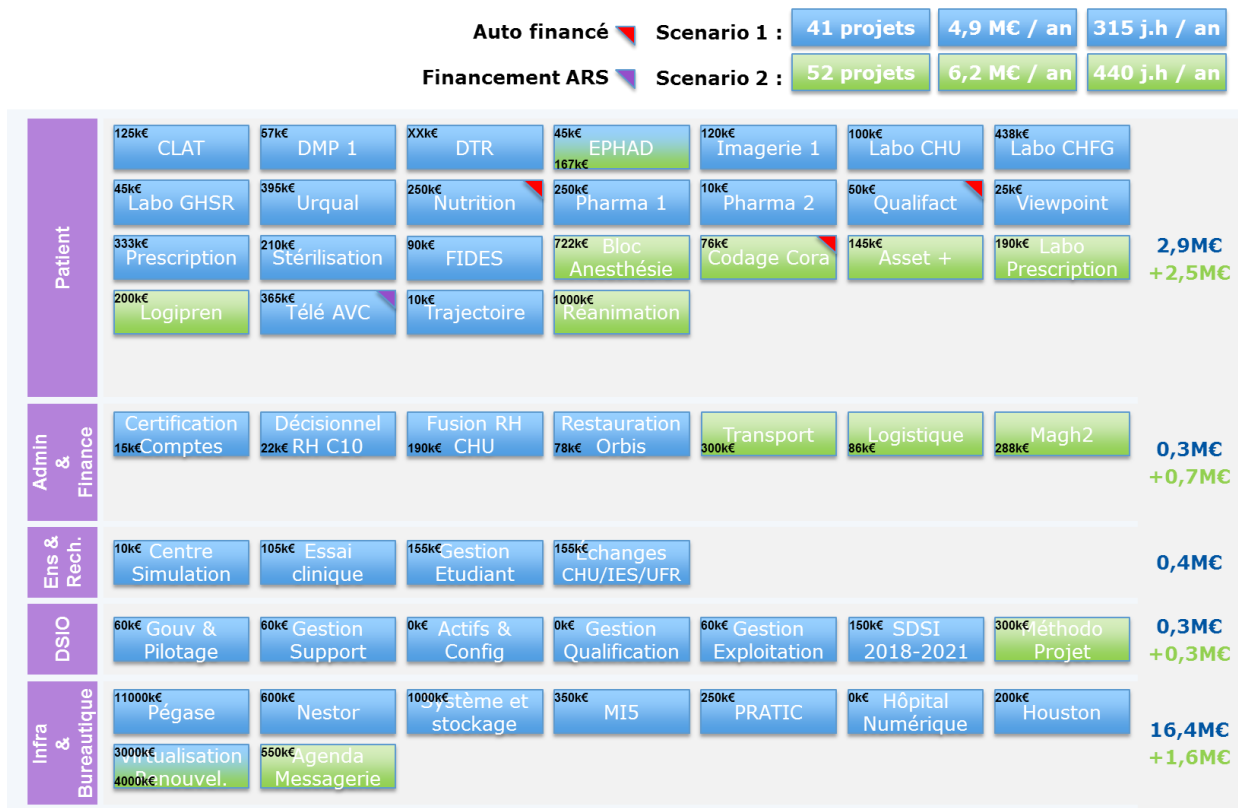 Auto financé
Scenario 1 :
41 projets
4,9 M€ / an
315 j.h / an
Financement ARS
Scenario 2 :
52 projets
6,2 M€ / an
440 j.h / an
Patient
125k€
CLAT
57k€
DMP 1
XXk€
DTR
45k€
EPHAD
167k€
120k€
Imagerie 1
100k€
Labo CHU
438k€
Labo CHFG
45k€
Labo GHSR
395k€
Urqual
250k€
Nutrition
250k€
Pharma 1
10k€
Pharma 2
50k€
Qualifact
25k€
Viewpoint
333k€
Prescription
210k€
Stérilisation
90k€
FIDES
722k€
Bloc
Anesthésie
76k€
Codage Cora
145k€
Asset +
190k€
Labo
Prescription
200k€
Logipren
365k€
Télé AVC
10k€
Trajectoire
1000k€
Réanimation
2,9M€
+2,5M€
Admin
&
FInance
Certification
15k€
Comptes
Décisionnel
22k€
RH C10
Fusion RH
190k€
CHU
Restauration
78k€
Orbis
Transport
300k€
Logistique
86k€
Magh2
288k€
0,3M€
+0,7M€
Ens &
Rech.
10k€
Centre
Simulation
105k€
Essai
clinique
155k€
Gestion
Etudiant
155k€
Échanges
CHU/IES/UFR
0,4M€
DSIO
60k€
Gouv &
Pilotage
60k€
Gestion
Support
0k€
Actifs &
Config
0k€
Gestion
Qualification
60k€
Gestion
Exploitation
150k€
SDSI
2018-2021
300k€
Méthodo
Projet
0,3M€
+0,3M€
Infra
&
Bureautique
11000k€
Pégase
600k€
Nestor
1000k€
Système et
stockage
350k€
MI5
250k€
PRATIC
0k€
Hôpital
Numérique
200k€
Houston
3000k€
Virtualisation
4000k€
Renouvel.
550k€
Agenda
Messagerie
16,4M€
+1,6M€